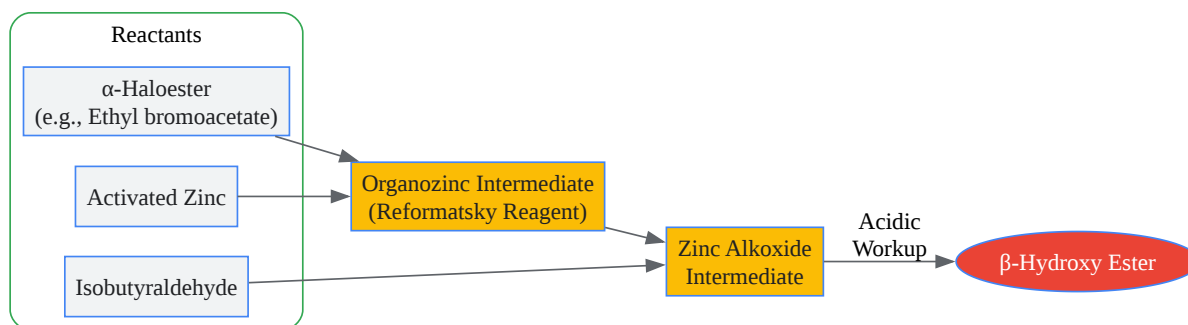 Reactants
α-Haloester
(e.g., Ethyl bromoacetate)
Activated Zinc
Isobutyraldehyde
Organozinc Intermediate
(Reformatsky Reagent)
Zinc Alkoxide
Intermediate
Acidic
Workup
β-Hydroxy Ester